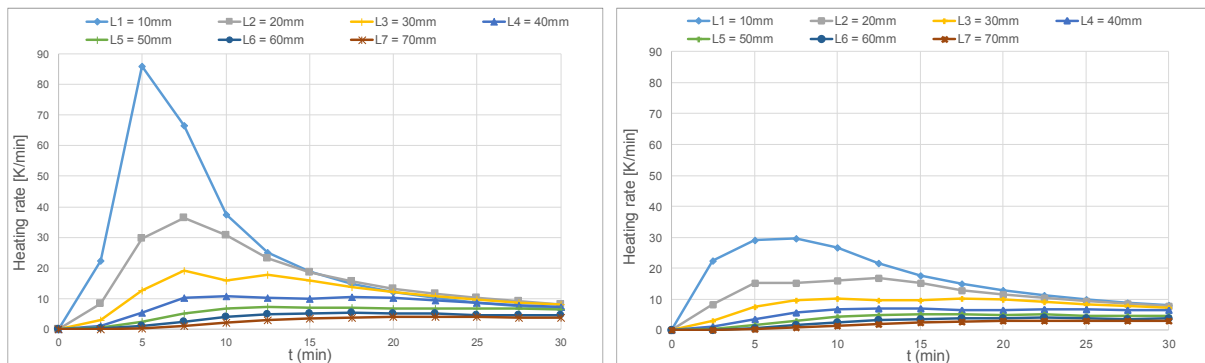 L1 = 10mm L2 = 20mm L3 = 30mm L4 = 40mm
L5 = 50mm L6 = 60mm L7 = 70mm
90
80
70
60
50
40
30
20
10
0
Heating rate [K/min]
0 5 10 15 20 25 30
t (min)
L1 = 10mm L2 = 20mm L3 = 30mm L4 = 40mm
L5 = 50mm L6 = 60mm L7 = 70mm
90
80
70
60
50
40
30
20
10
0
Heating rate [K/min]
0 5 10 15 20 25 30
t (min)